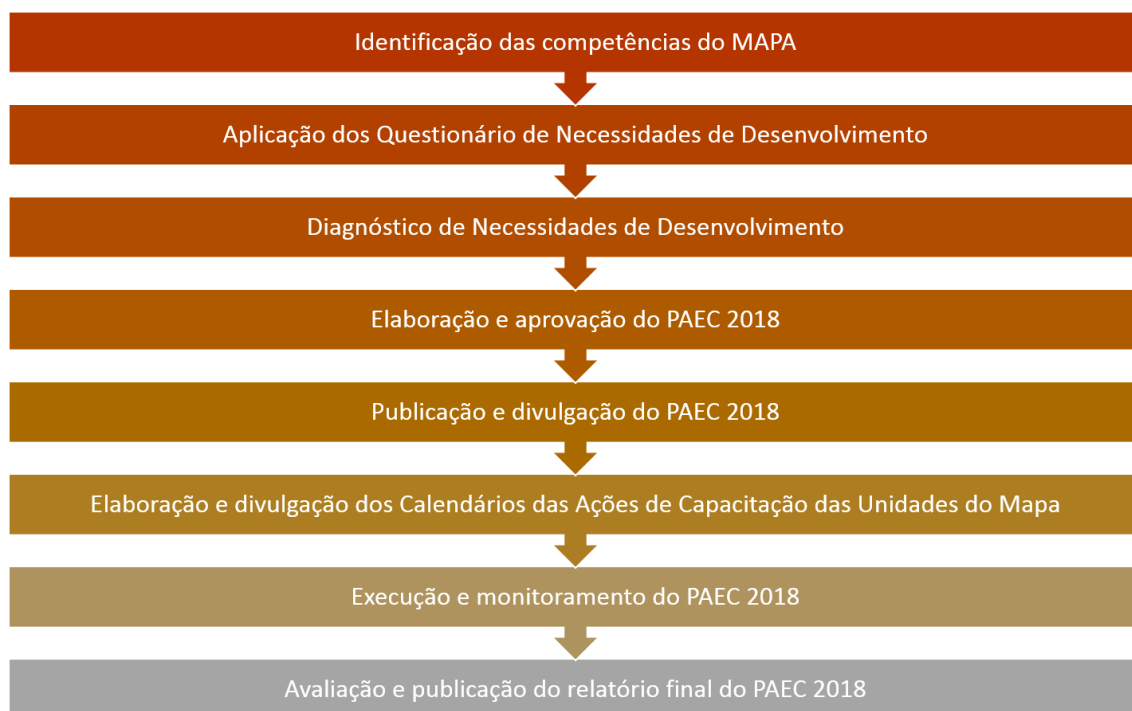 Identificação das competências do MAPA
Aplicação dos Questionário de Necessidades de Desenvolvimento
Diagnóstico de Necessidades de Desenvolvimento
Elaboração e aprovação do PAEC 2018
Publicação e divulgação do PAEC 2018
Elaboração e divulgação dos Calendários das Ações de Capacitação das Unidades do Mapa
Execução e monitoramento do PAEC 2018
Avaliação e publicação do relatório final do PAEC 2018